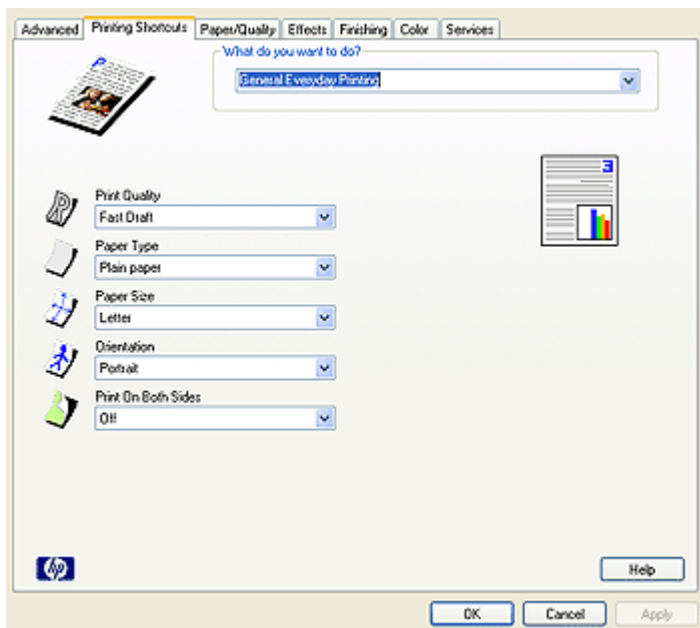 Advanced Printing Shortcuts Paper/Quality Effects Finishing Color Services
What do you want to do?
General Everyday Printing
P
3
Print Quality
Fast Draft
Paper Type
Plain paper
Paper Size
Letter
Orientation
Portrait
Print On Both Sides
Off
hp
Help
OK Cancel Apply